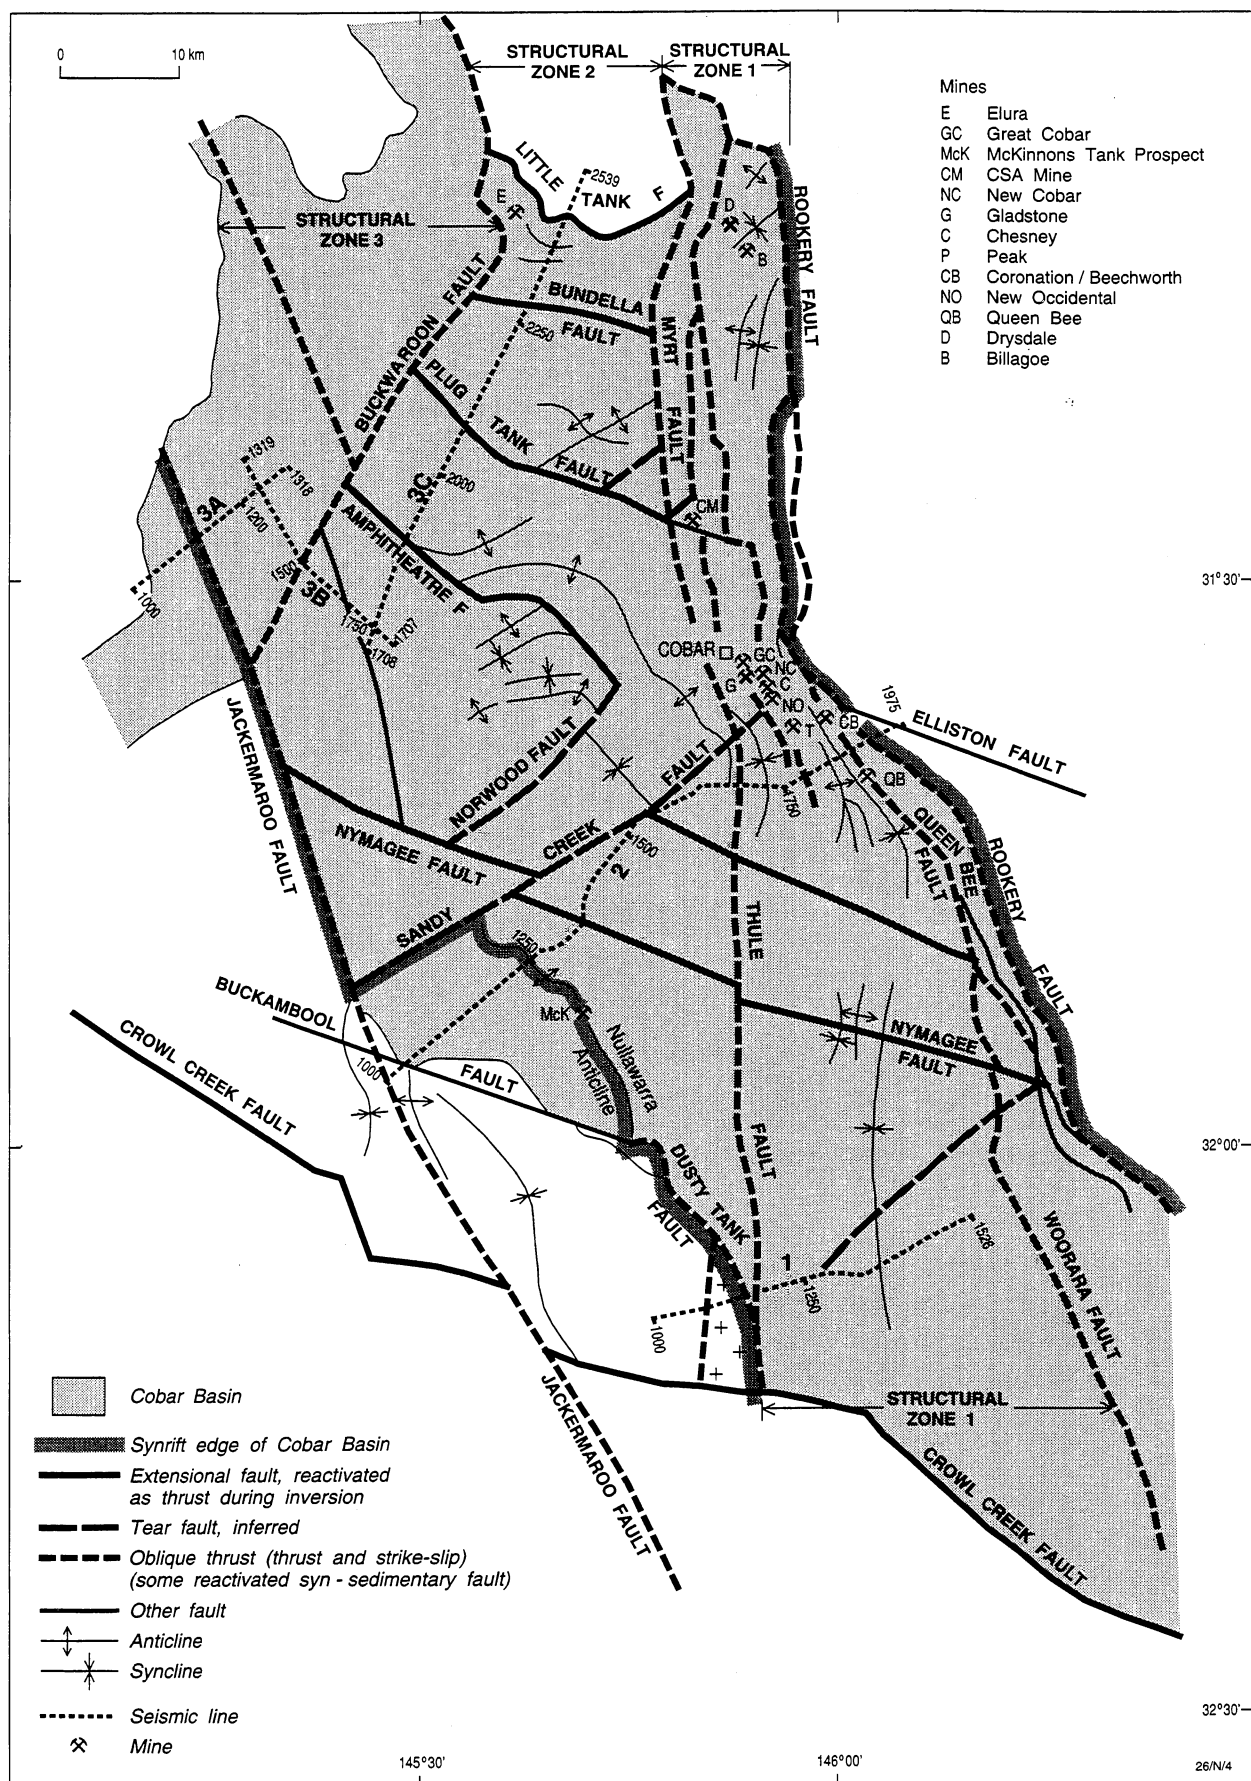 0
10 km
STRUCTURAL
ZONE 2
STRUCTURAL
ZONE 1
Mines
E Elura
GC Great Cobar
McK McKinnons Tank Prospect
CM CSA Mine
NC New Cobar
G Gladstone
C Chesney
P Peak
CB Coronation / Beechworth
NO New Occidental
QB Queen Bee
D Drysdale
B Billagoe
LITTLE
TANK
F
2539
E
D
B
ROOKERY FAULT
STRUCTURAL
ZONE 3
BUCKWAROON FAULT
BUNDELLA
FAULT
2250
MYRT
FAULT
PLUG
TANK
FAULT
1319
1318
3A
1200
3C
2000
CM
AMPHITHEATRE F
1500
3B
1000
31°30'
1750
1707
1708
COBAR
GC
NC
G
C
NO
T
CB
1975
ELLISTON FAULT
JACKERMAROO FAULT
NORWOOD FAULT
FAULT
1750
QB
NYMAGEE FAULT
CREEK
SANDY
1500
2
QUEEN BEE
FAULT
ROOKERY
FAULT
THULE
FAULT
1250
BUCKAMBOOL
FAULT
McK
Nullawarra
Anticline
NYMAGEE
FAULT
CROWL CREEK FAULT
1000
32°00'
DUSTY TANK
FAULT
1
1526
1250
1000
WOORARA FAULT
STRUCTURAL
ZONE 1
JACKERMAROO FAULT
CROWL CREEK FAULT
Cobar Basin
Synrift edge of Cobar Basin
Extensional fault, reactivated
as thrust during inversion
Tear fault, inferred
Oblique thrust (thrust and strike-slip)
(some reactivated syn - sedimentary fault)
Other fault
Anticline
Syncline
Seismic line
Mine
32°30'
145°30'
146°00'
26/N/4